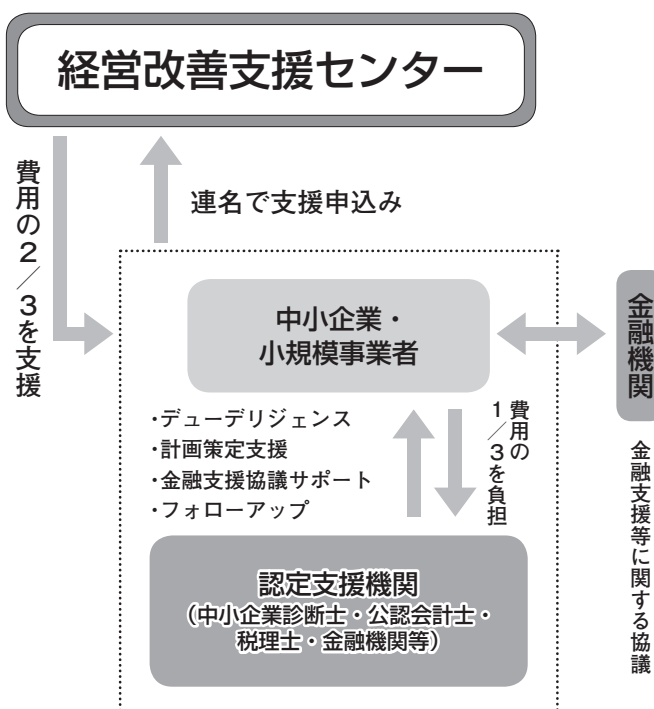 経営改善支援センター
費用の2/3を支援
連名で支援申込み
中小企業・
小規模事業者
金融機関
・デューデリジェンス
・計画策定支援
・金融支援協議サポート
・フォローアップ
費用の
1/3を負担
金融支援等に関する協議
認定支援機関
（中小企業診断士・公認会計士・
税理士・金融機関等）